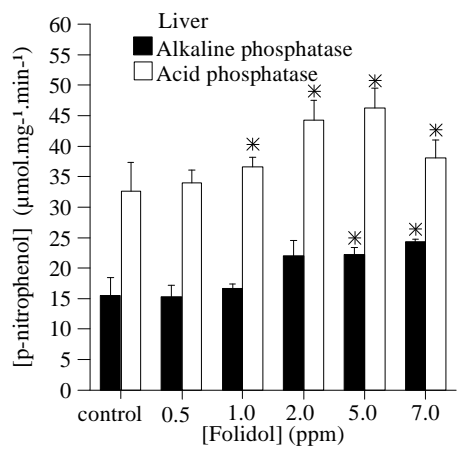 Liver
Alkaline phosphatase
Acid phosphatase
[p-nitrophenol] (µmol.mg-¹.min-¹)
60
55
50
45
40
35
30
25
20
15
10
5
0
control 0.5 1.0 2.0 5.0 7.0
[Folidol] (ppm)